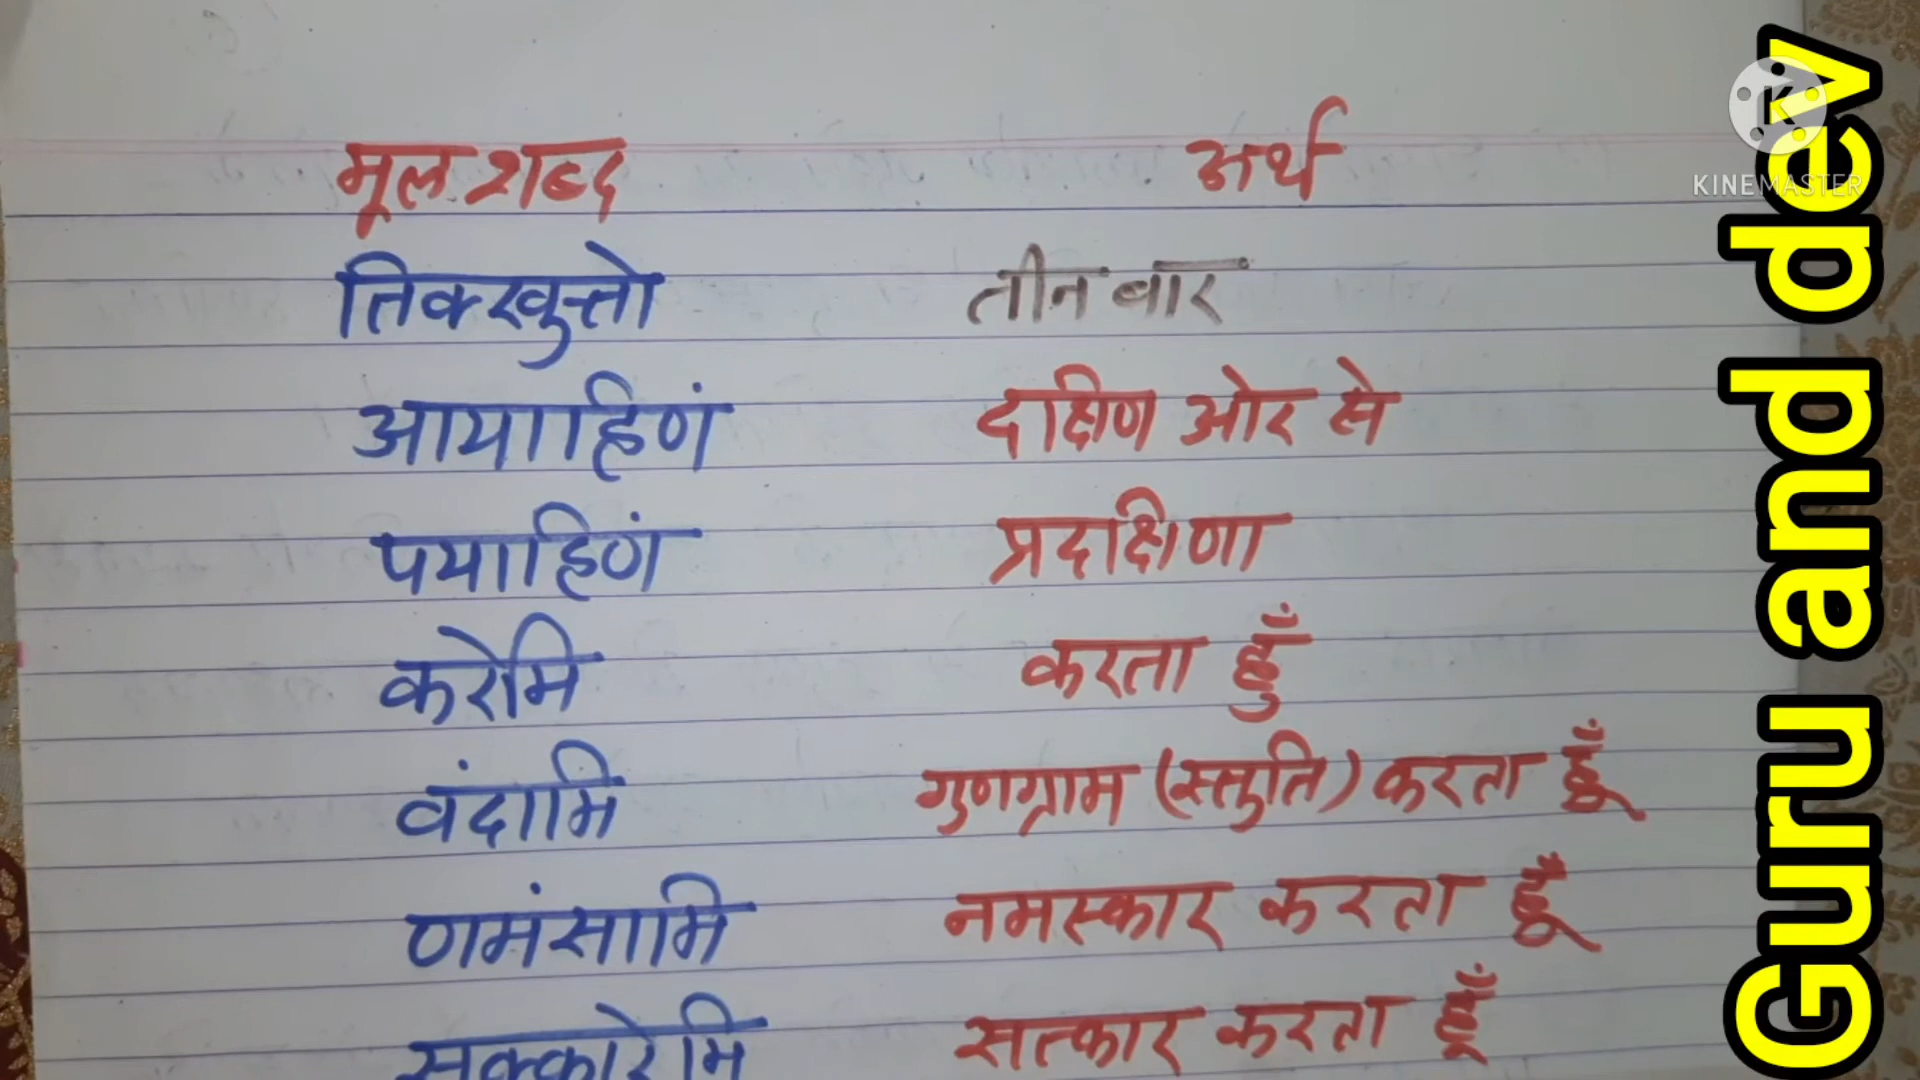 मूल शब्द अर्थ
तिक्खुत्तो तीन बार
आयाहिणं दक्षिण ओर से
पयाहिणं प्रदक्षिणा
करेमि करता हुँ
वंदामि गुणग्राम (स्तुति) करता हूँ
णमंसामि नमस्कार करता हूँ
सक्कारेमि सत्कार करता हूँ
Guru and dev
KINEMASTER